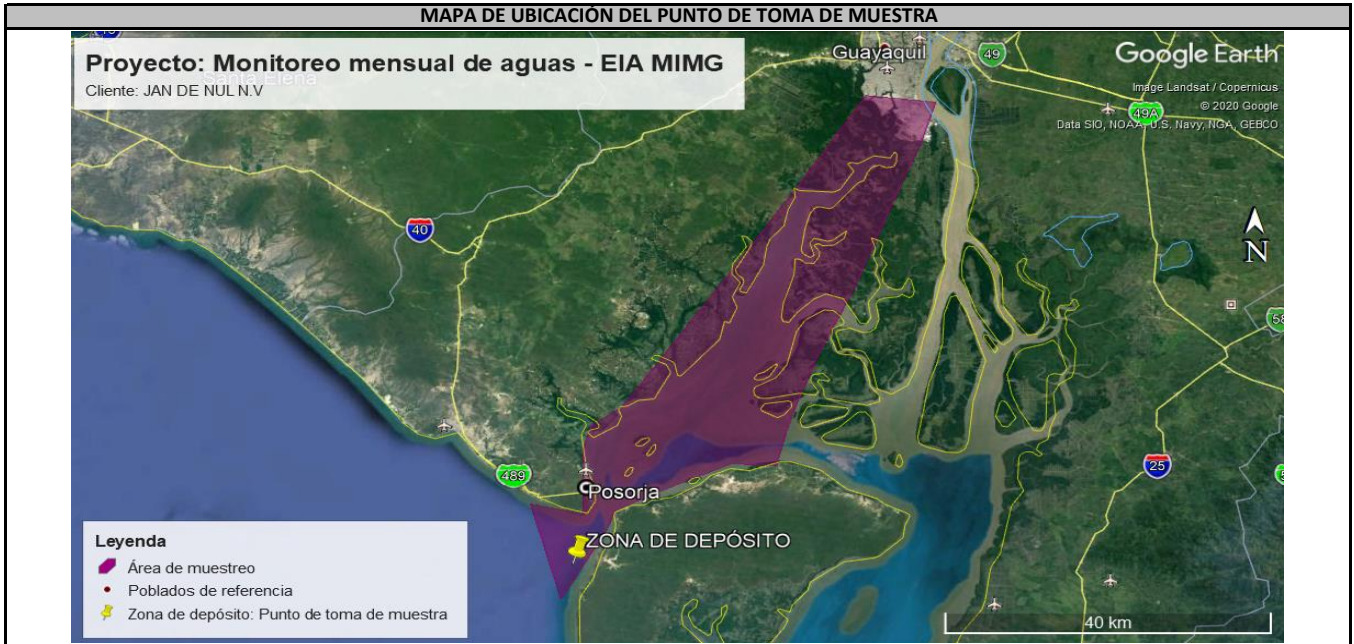 MAPA DE UBICACIÓN DEL PUNTO DE TOMA DE MUESTRA
Proyecto: Monitoreo mensual de aguas - EIA MIMG
Santa Elena
Cliente: JAN DE NUL N.V
Guayaquil
49
Google Earth
Image Landsat / Copernicus
© 2020 Google
Data SIO, NOAA, U.S. Navy, NGA, GEBCO
49A
40
N
58
489
25
Posorja
ZONA DE DEPÓSITO
Leyenda
Área de muestreo
Poblados de referencia
Zona de depósito: Punto de toma de muestra
40 km